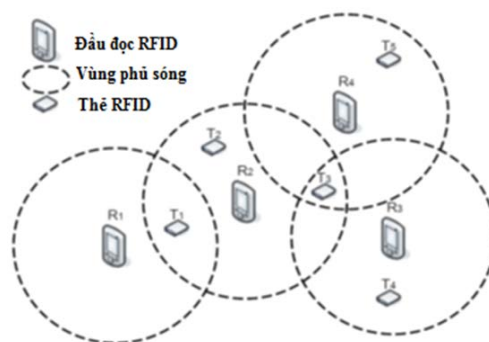 Đầu đọc RFID
Vùng phủ sóng
Thẻ RFID
T5
R4
T2
R2
T3
R1
T1
R3
T4